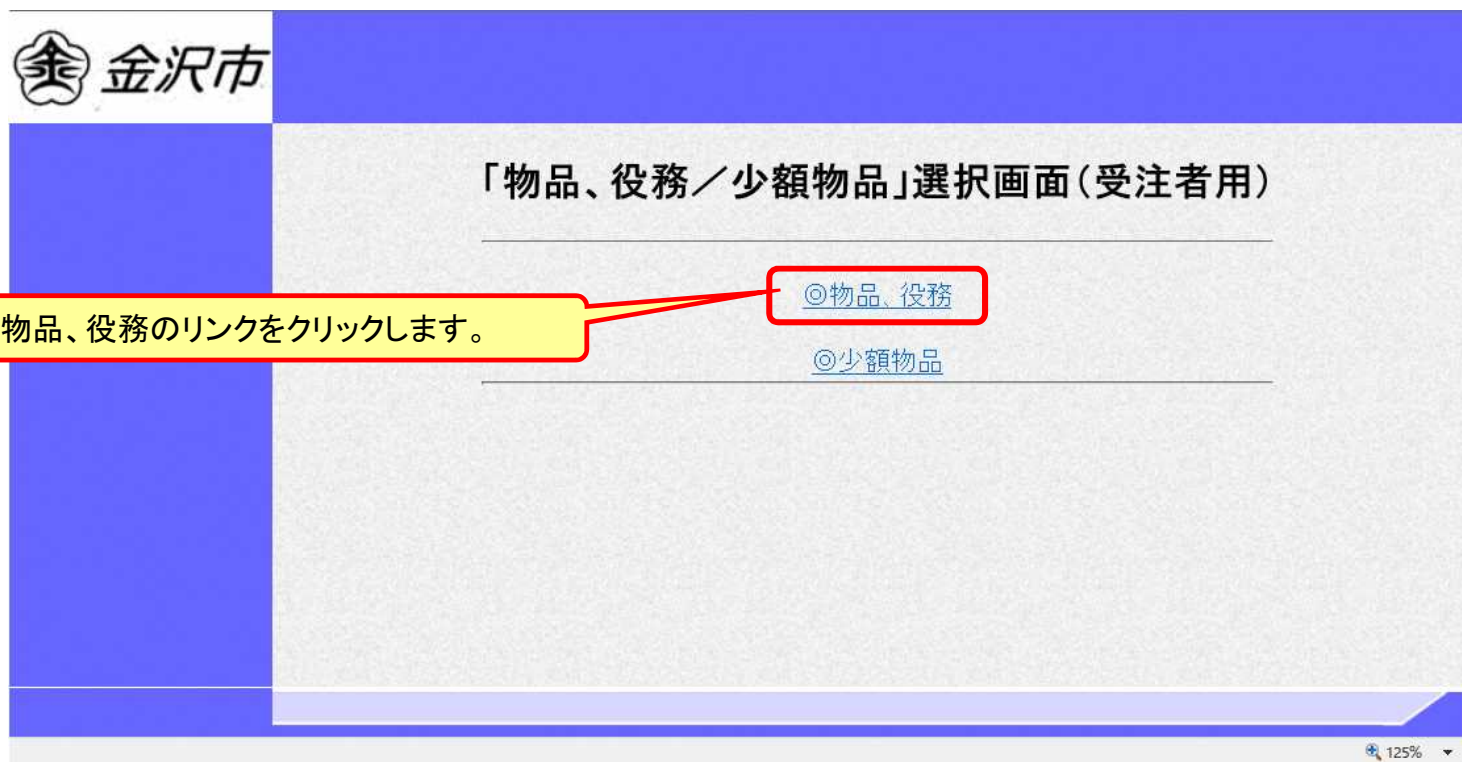 金沢市
「物品、役務／少額物品」選択画面(受注者用)
◎物品、役務
物品、役務のリンクをクリックします。
◎少額物品
125%